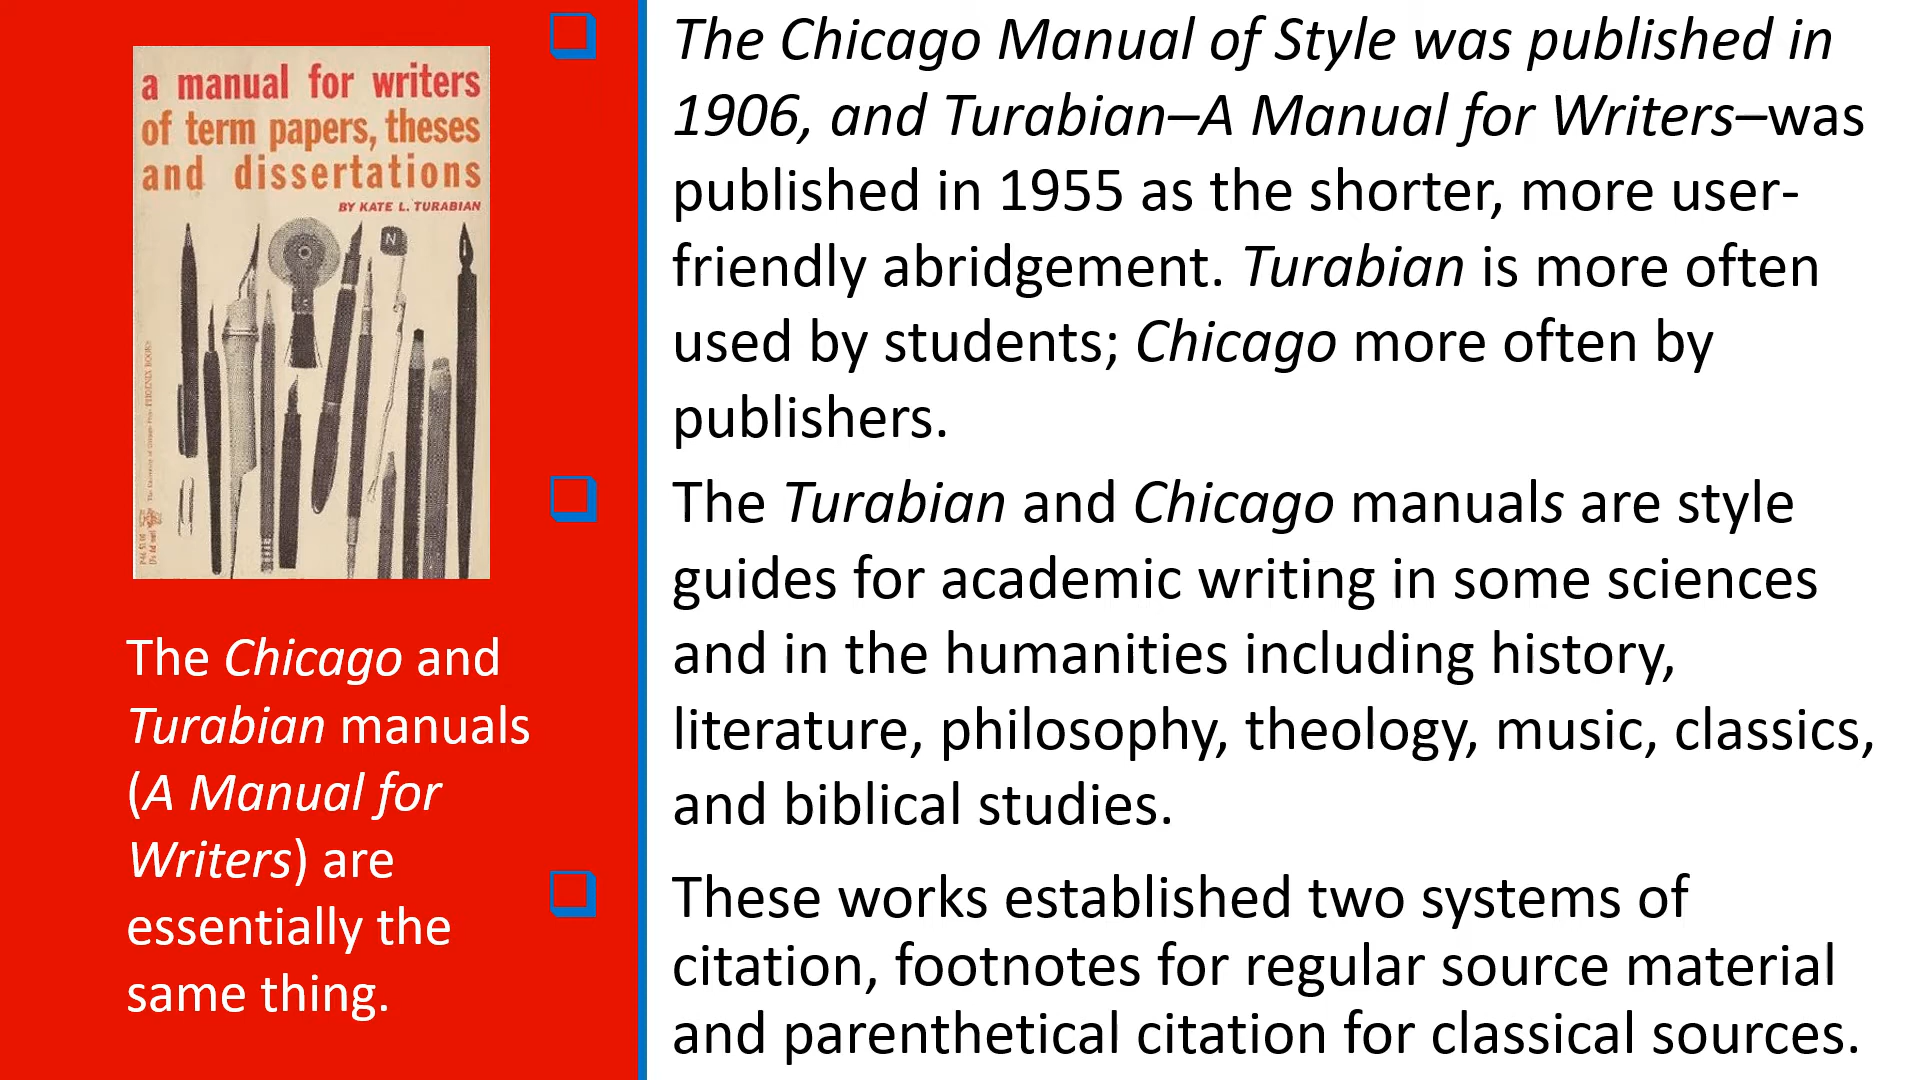 a manual for writers
of term papers, theses
and dissertations
BY KATE L. TURABIAN
N
The Chicago and
Turabian manuals
(A Manual for
Writers) are
essentially the
same thing.
The Chicago Manual of Style was published in
1906, and Turabian–A Manual for Writers–was
published in 1955 as the shorter, more user-
friendly abridgement. Turabian is more often
used by students; Chicago more often by
publishers.
The Turabian and Chicago manuals are style
guides for academic writing in some sciences
and in the humanities including history,
literature, philosophy, theology, music, classics,
and biblical studies.
These works established two systems of
citation, footnotes for regular source material
and parenthetical citation for classical sources.